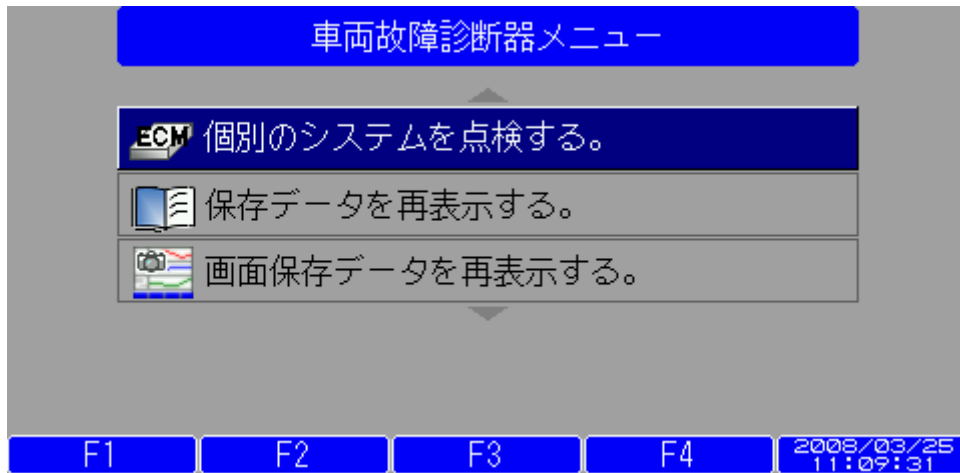 車両故障診断器メニュー
ECM 個別のシステムを点検する。
保存データを再表示する。
画面保存データを再表示する。
F1 F2 F3 F4 2008/03/25
11:09:31